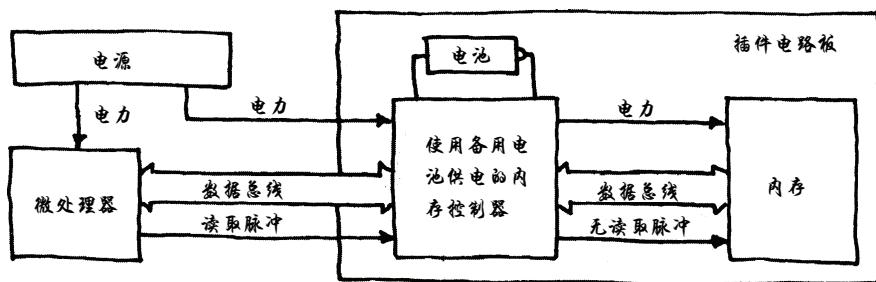 插件电路板
电源
电池
电力
电力
电力
微处理器
数据总线
读取脉冲
使用备用电
池供电的内
存控制器
数据总线
无读取脉冲
内存